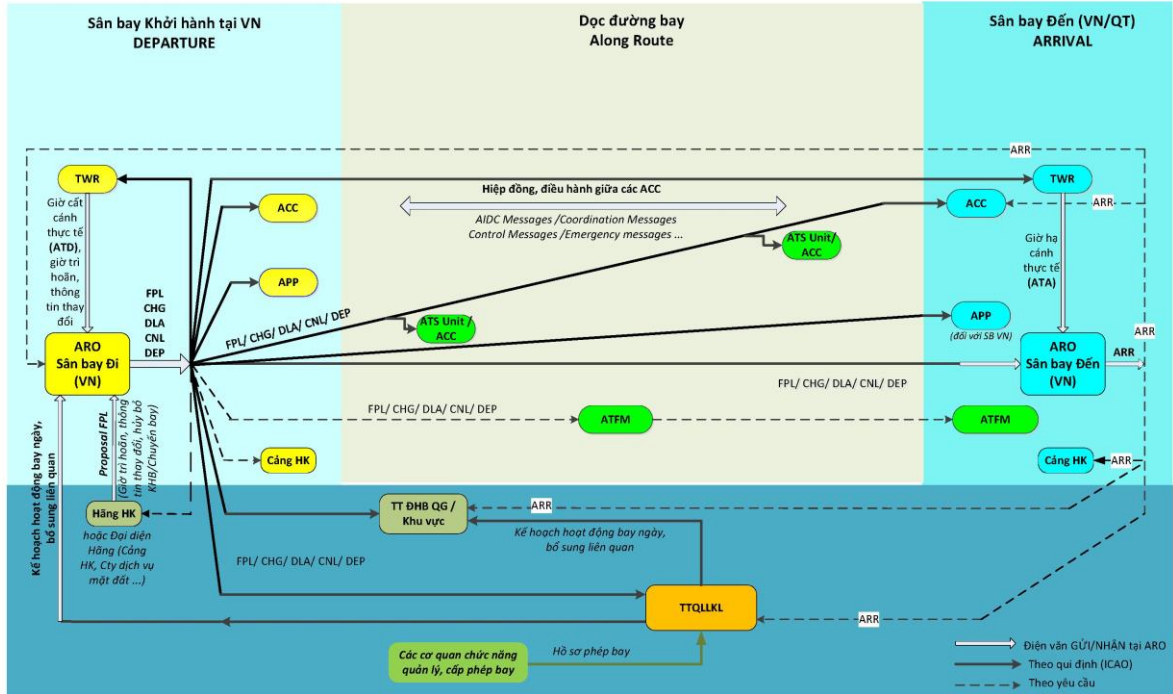 Sân bay Khởi hành tại VN
DEPARTURE
Dọc đường bay
Along Route
Sân bay Đến (VN/QT)
ARRIVAL
ARR
TWR
Giờ cất
cánh
thực tế
(ATD),
giờ trì
hoãn,
thông
tin thay
đổi
FPL
CHG
DLA
CNL
DEP
ARO
Sân bay Đi
(VN)
ACC
APP
Hiệp đồng, điều hành giữa các ACC
AIDC Messages /Coordination Messages
Control Messages /Emergency messages ...
ATS Unit/
ACC
ATS Unit /
ACC
FPL/ CHG/ DLA/ CNL/ DEP
TWR
ACC
ARR
Giờ hạ
cánh
thực tế
(ATA)
APP
(đối với SB VN)
ARO
Sân bay Đến
(VN)
ARR
ARR
FPL/ CHG/ DLA/ CNL/ DEP
FPL/ CHG/ DLA/ CNL/ DEP
ATFM
ATFM
Cảng HK
Cảng HK
ARR
Kế hoạch hoạt động bay ngày,
bổ sung liên quan
Proposal FPL
(Giờ trì hoãn, thông
tin thay đổi, hủy bỏ
KHB/Chuyến bay)
Hãng HK
hoặc Đại diện
Hãng (Cảng
HK, Cty dịch vụ
mặt đất ...)
TT ĐHB QG /
Khu vực
ARR
Kế hoạch hoạt động bay ngày,
bổ sung liên quan
FPL/ CHG/ DLA/ CNL/ DEP
TTQLLKL
ARR
Các cơ quan chức năng
quản lý, cấp phép bay
Hồ sơ phép bay
Điện văn GỬI/NHẬN tại ARO
Theo qui định (ICAO)
Theo yêu cầu